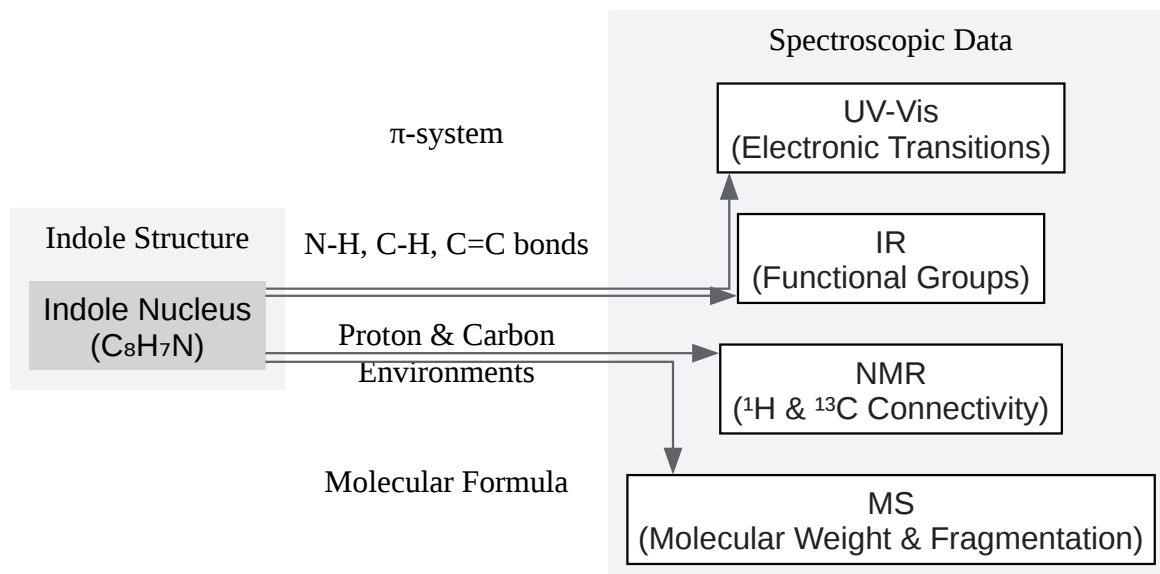 Spectroscopic Data
UV-Vis
(Electronic Transitions)
π-system
Indole Structure
N-H, C-H, C=C bonds
IR
(Functional Groups)
Indole Nucleus
(C₈H₇N)
Proton & Carbon
Environments
NMR
(¹H & ¹³C Connectivity)
Molecular Formula
MS
(Molecular Weight & Fragmentation)